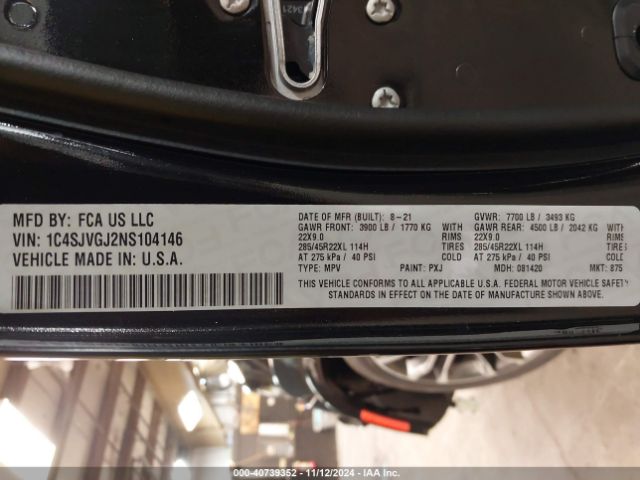 MFD BY: FCA US LLC
VIN: 1C4SJVGJ2NS104146
VEHICLE MADE IN: U.S.A.
DATE OF MFR (BUILT): 8-21 GVWR: 7700 LB / 3493 KG
GAWR FRONT: 3900 LB / 1770 KG WITH GAWR REAR: 4500 LB / 2042 KG WITH
22X9.0 RIMS 22X9.0 RIMS
285/45R22XL 114H TIRES 285/45R22XL 114H TIRES
AT 275 kPa / 40 PSI COLD AT 275 kPa / 40 PSI COLD
TYPE: MPV PAINT: PXJ MDH: 081420 MKT: 875
THIS VEHICLE CONFORMS TO ALL APPLICABLE U.S.A. FEDERAL MOTOR VEHICLE SAFETY
STANDARDS IN EFFECT ON THE DATE OF MANUFACTURE SHOWN ABOVE.
000-40739352 - 11/12/2024 - IAA Inc.